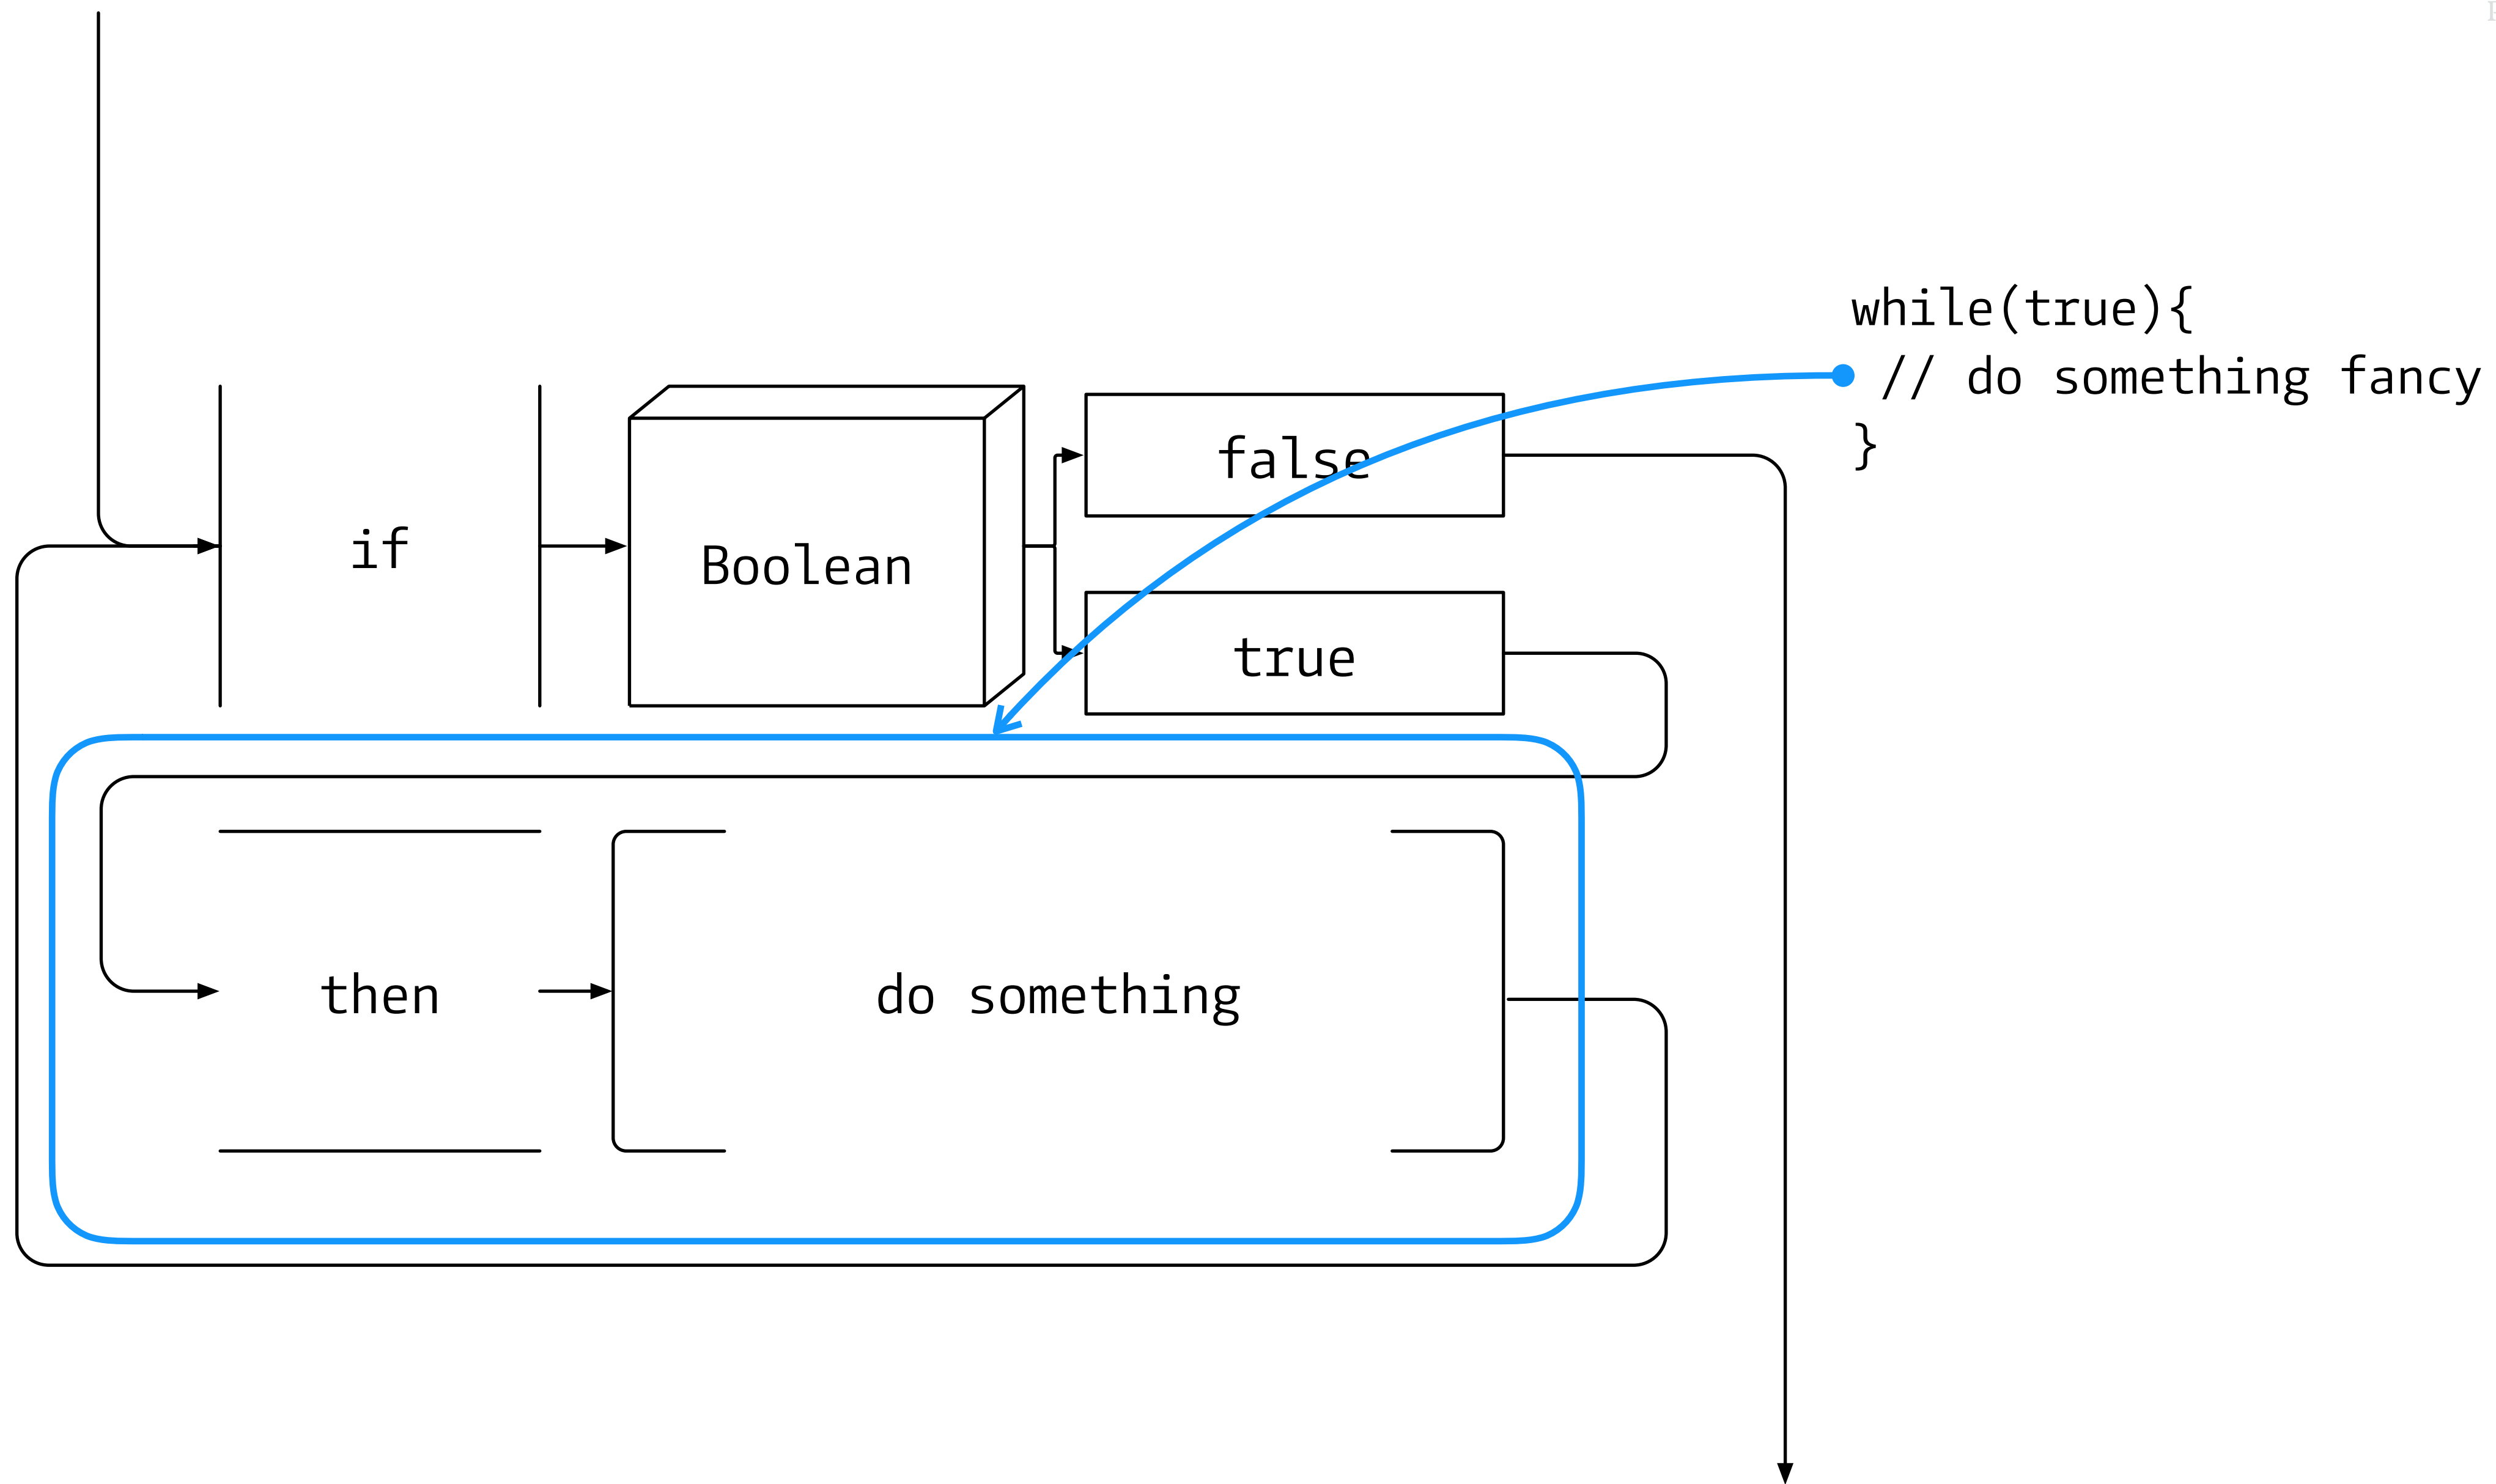 while(true){
// do something fancy
}
false
if
Boolean
true
then
do something